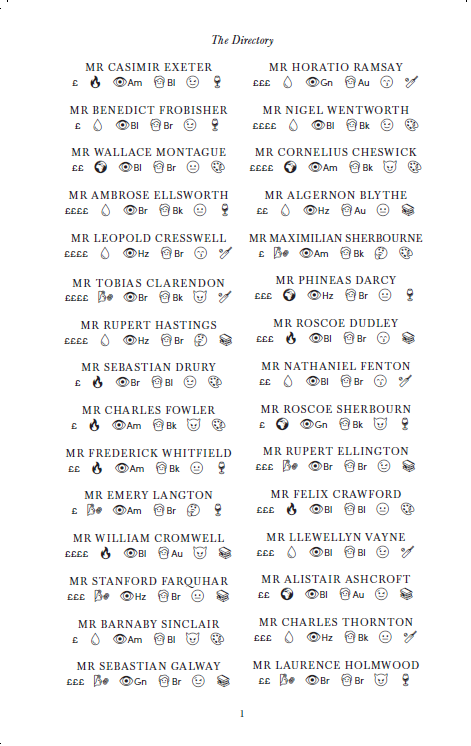 The Directory
MR CASIMIR EXETER
£ Am Bl
MR BENEDICT FROBISHER
£ Bl Br
MR WALLACE MONTAGUE
££ Bl Br
MR AMBROSE ELLSWORTH
££££ Br Bk
MR LEOPOLD CRESSWELL
££££ Hz Br
MR TOBIAS CLARENDON
££££ Br Bk
MR RUPERT HASTINGS
££££ Hz Br
MR SEBASTIAN DRURY
£ Br Bl
MR CHARLES FOWLER
£ Am Bk
MR FREDERICK WHITFIELD
££ Am Bk
MR EMERY LANGTON
£ Am Br
MR WILLIAM CROMWELL
££££ Bl Au
MR STANFORD FARQUHAR
£££ Hz Br
MR BARNABY SINCLAIR
£ Am Bl
MR SEBASTIAN GALWAY
£££ Gn Br
MR HORATIO RAMSAY
£££ Gn Au
MR NIGEL WENTWORTH
££££ Bl Bk
MR CORNELIUS CHESWICK
££££ Am Bk
MR ALGERNON BLYTHE
££ Hz Au
MR MAXIMILIAN SHERBOURNE
£ Am Bk
MR PHINEAS DARCY
£££ Hz Br
MR ROSCOE DUDLEY
£££ Bl Br
MR NATHANIEL FENTON
££ Bl Br
MR ROSCOE SHERBOURN
£ Gn Bk
MR RUPERT ELLINGTON
£££ Br Br
MR FELIX CRAWFORD
£££ Bl Bl
MR LLEWELLYN VAYNE
£££ Bl Bl
MR ALISTAIR ASHCROFT
££ Bl Au
MR CHARLES THORNTON
£££ Hz Bk
MR LAURENCE HOLMWOOD
££ Br Br
1